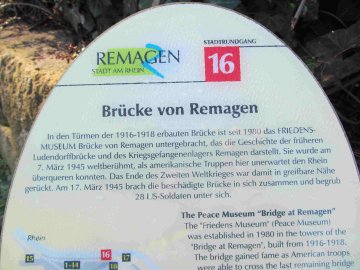 REMAGEN
STADT AM RHEIN
STADTRUNDGANG
16
Brücke von Remagen
In den Türmen der 1916-1918 erbauten Brücke ist seit 1980 das FRIEDENS-
MUSEUM Brücke von Remagen untergebracht, das die Geschichte der früheren
Ludendorffbrücke und des Kriegsgefangenenlagers Remagen darstellt. Sie wurde am
7. März 1945 weltberühmt, als amerikanische Truppen hier unerwartet den Rhein
überqueren konnten. Das Ende des Zweiten Weltkrieges war damit in greifbare Nähe
gerückt. Am 17. März 1945 brach die beschädigte Brücke in sich zusammen und begrub
28 US-Soldaten unter sich.
The Peace Museum "Bridge at Remagen"
The "Friedens Museum" (Peace Museum)
was established in 1980 in the towers of the
"Bridge at Remagen", built from 1916-1918.
The bridge gained fame as American troops
were able to cross the last remaining bridge
Rhein
15
1-14
16